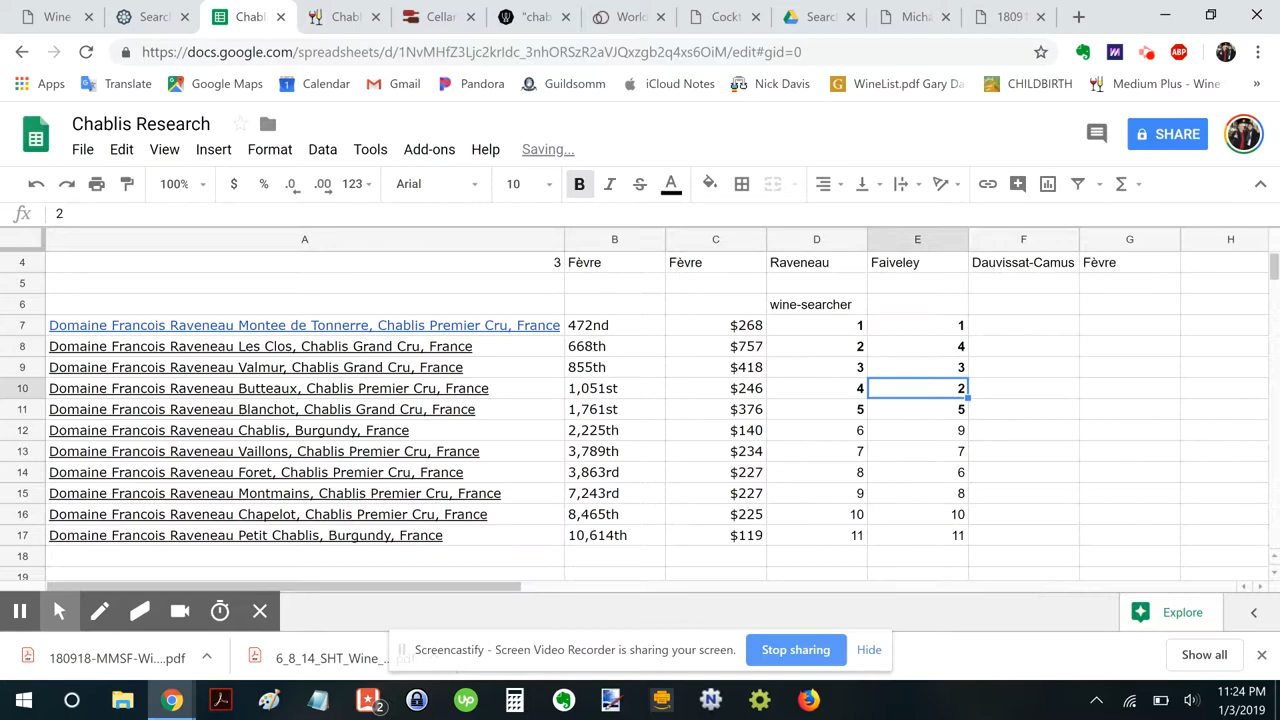 Wine Search Chabl Chabl Cellar "chab World Cockt Search Micha 180919
https://docs.google.com/spreadsheets/d/1NvMHfZ3Ljc2krIdc_3nhORSzR2aVJQxzgb2q4xs6OiM/edit#gid=0
Apps Translate Google Maps Calendar Gmail Pandora Guildsomm iCloud Notes Nick Davis WineList.pdf Gary Da CHILDBIRTH Medium Plus - Wine »
Chablis Research
SHARE
File Edit View Insert Format Data Tools Add-ons Help Saving...
100% $ % .0 .00 123 Arial 10 B I S A
fx 2
A B C D E F G H
4 3 Fèvre Fèvre Raveneau Faiveley Dauvissat-Camus Fèvre
5
6 wine-searcher
7 Domaine Francois Raveneau Montee de Tonnerre, Chablis Premier Cru, France 472nd $268 1 1
8 Domaine Francois Raveneau Les Clos, Chablis Grand Cru, France 668th $757 2 4
9 Domaine Francois Raveneau Valmur, Chablis Grand Cru, France 855th $418 3 3
10 Domaine Francois Raveneau Butteaux, Chablis Premier Cru, France 1,051st $246 4 2
11 Domaine Francois Raveneau Blanchot, Chablis Grand Cru, France 1,761st $376 5 5
12 Domaine Francois Raveneau Chablis, Burgundy, France 2,225th $140 6 9
13 Domaine Francois Raveneau Vaillons, Chablis Premier Cru, France 3,789th $234 7 7
14 Domaine Francois Raveneau Foret, Chablis Premier Cru, France 3,863rd $227 8 6
15 Domaine Francois Raveneau Montmains, Chablis Premier Cru, France 7,243rd $227 9 8
16 Domaine Francois Raveneau Chapelot, Chablis Premier Cru, France 8,465th $225 10 10
17 Domaine Francois Raveneau Petit Chablis, Burgundy, France 10,614th $119 11 11
18
19
Explore
180918-MMSF-Wi....pdf 6_8_14_SHT_Wine_....pdf Screencastify - Screen Video Recorder is sharing your screen. Stop sharing Hide Show all
2 11:24 PM
1/3/2019